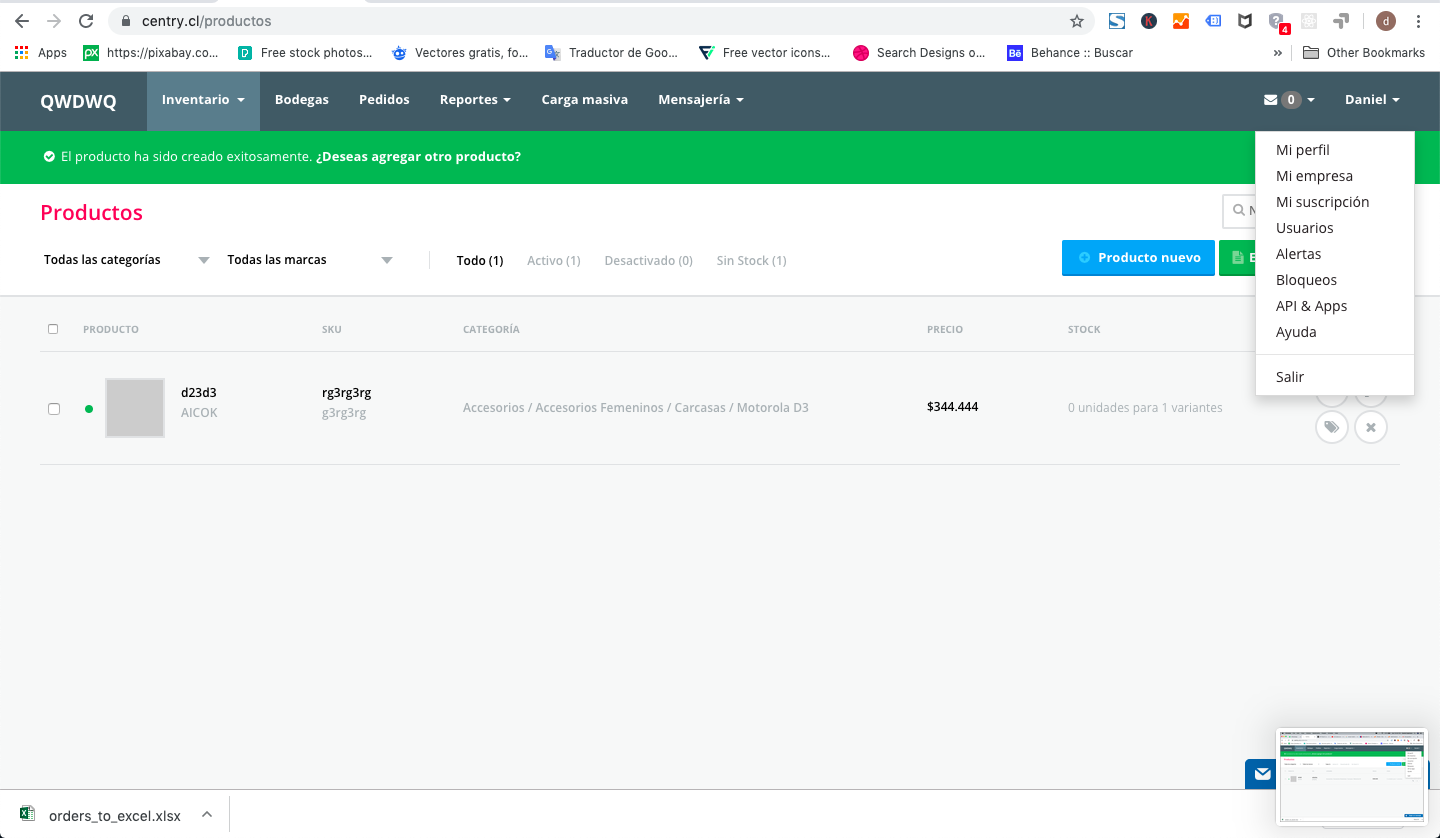 centry.cl/productos
4
d
Apps
px
https://pixabay.co...
Free stock photos...
Vectores gratis, fo...
Traductor de Goo...
Free vector icons...
Search Designs o...
Bē
Behance :: Buscar
»
Other Bookmarks
QWDWQ
Inventario
Bodegas
Pedidos
Reportes
Carga masiva
Mensajería
0
Daniel
El producto ha sido creado exitosamente. ¿Deseas agregar otro producto?
Mi perfil
Mi empresa
Mi suscripción
Usuarios
Alertas
Bloqueos
API & Apps
Ayuda
Salir
Productos
Todas las categorías
Todas las marcas
Todo (1)
Activo (1)
Desactivado (0)
Sin Stock (1)
Producto nuevo
PRODUCTO
SKU
CATEGORÍA
PRECIO
STOCK
d23d3
AICOK
rg3rg3rg
g3rg3rg
Accesorios / Accesorios Femeninos / Carcasas / Motorola D3
$344.444
0 unidades para 1 variantes
orders_to_excel.xlsx